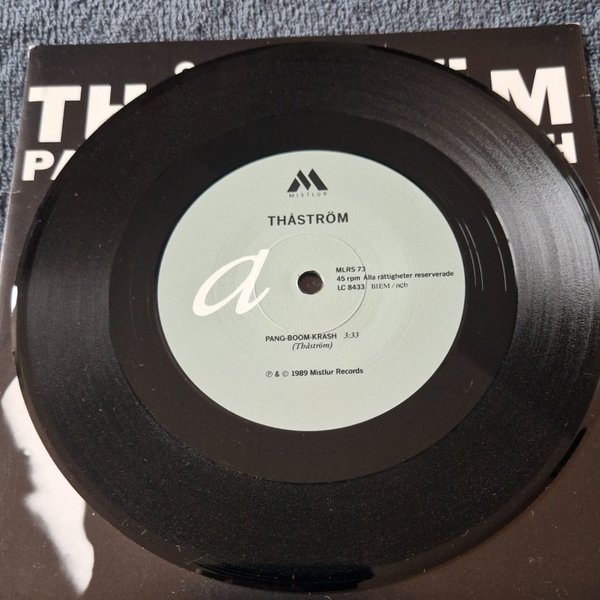 MISTLUR
THÅSTRÖM
a
MLRS 73
45 rpm Alla rättigheter reserverade
LC 8433 BIEM / ncb
PANG-BOOM-KRASH 3:33
(Thåström)
℗ & © 1989 Mistlur Records